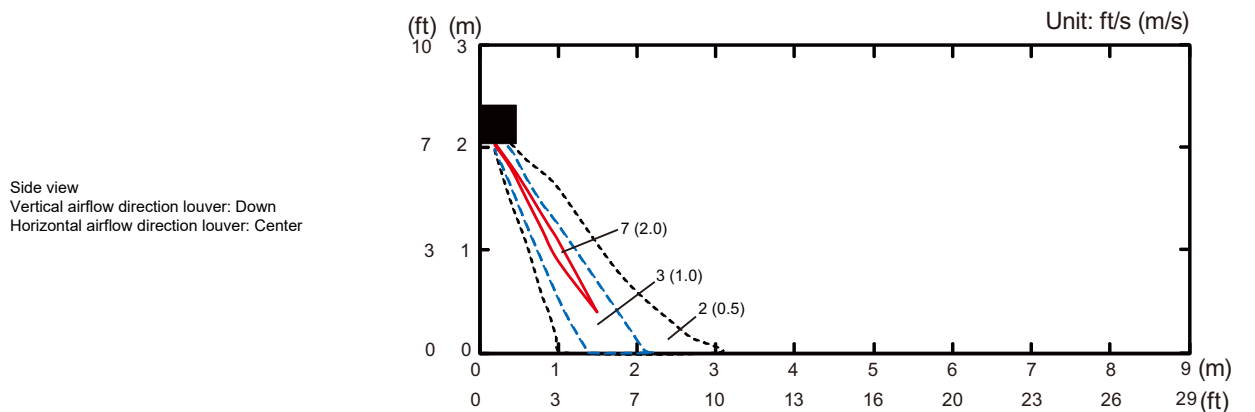 (ft) (m)
Unit: ft/s (m/s)
10 3
7 2
Side view
Vertical airflow direction louver: Down
Horizontal airflow direction louver: Center
7 (2.0)
3 1
3 (1.0)
2 (0.5)
0 0
0 1 2 3 4 5 6 7 8 9 (m)
0 3 7 10 13 16 20 23 26 29 (ft)